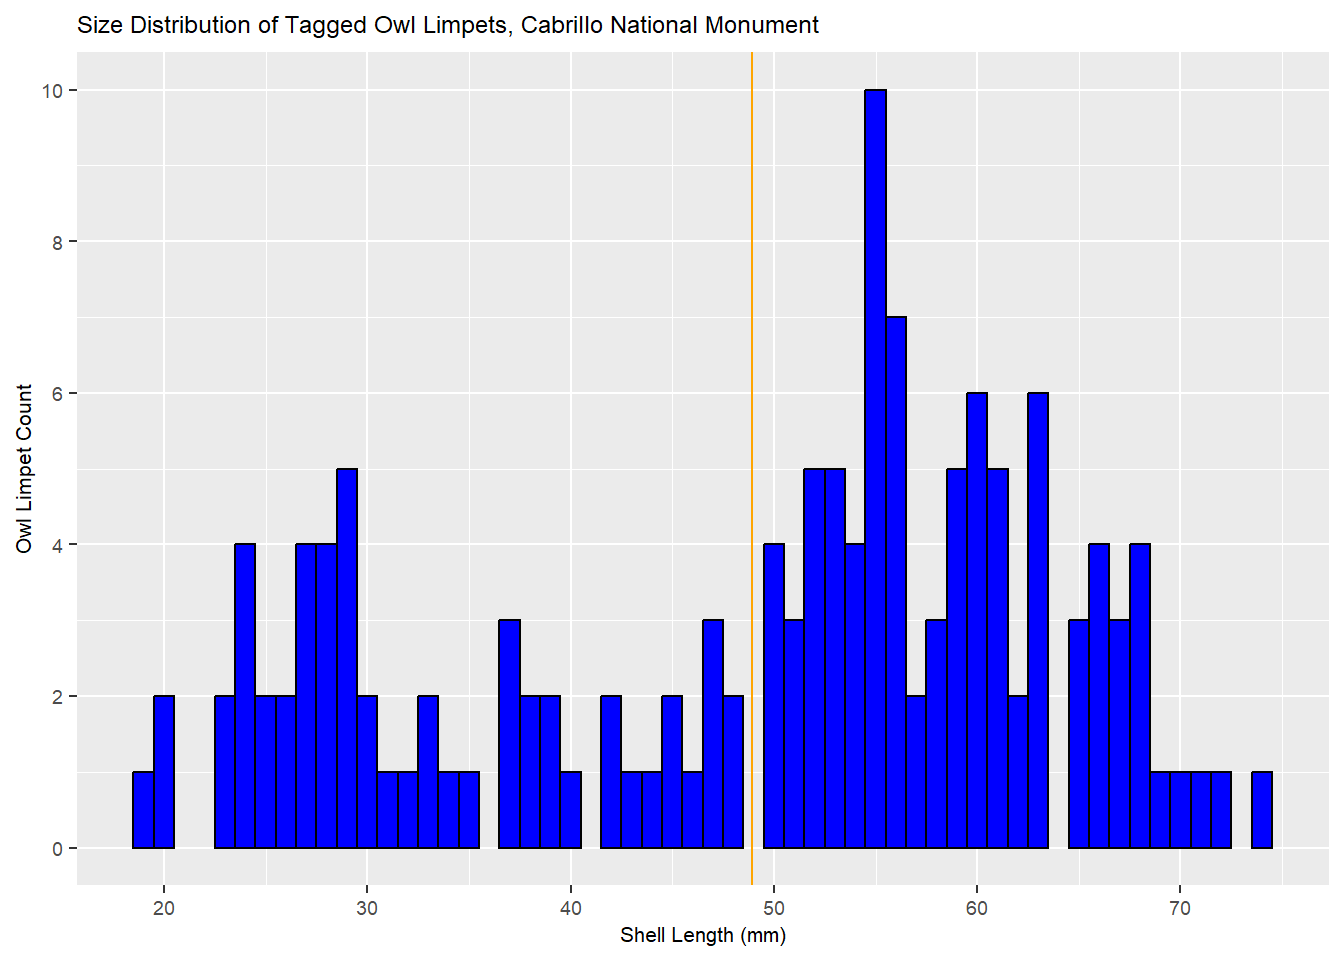 Size Distribution of Tagged Owl Limpets, Cabrillo National Monument
10
8
6
4
2
0
Owl Limpet Count
20 30 40 50 60 70
Shell Length (mm)